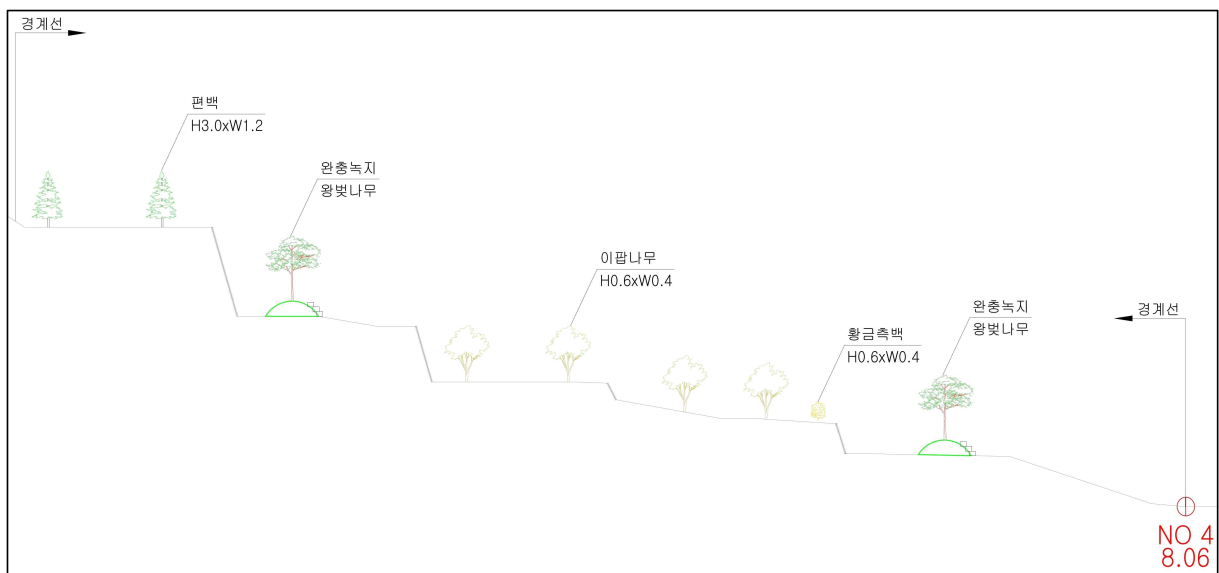 경계선
편백
H3.0xW1.2
완충녹지
왕벚나무
이팝나무
H0.6xW0.4
황금측백
H0.6xW0.4
완충녹지
왕벚나무
경계선
NO 4
8.06